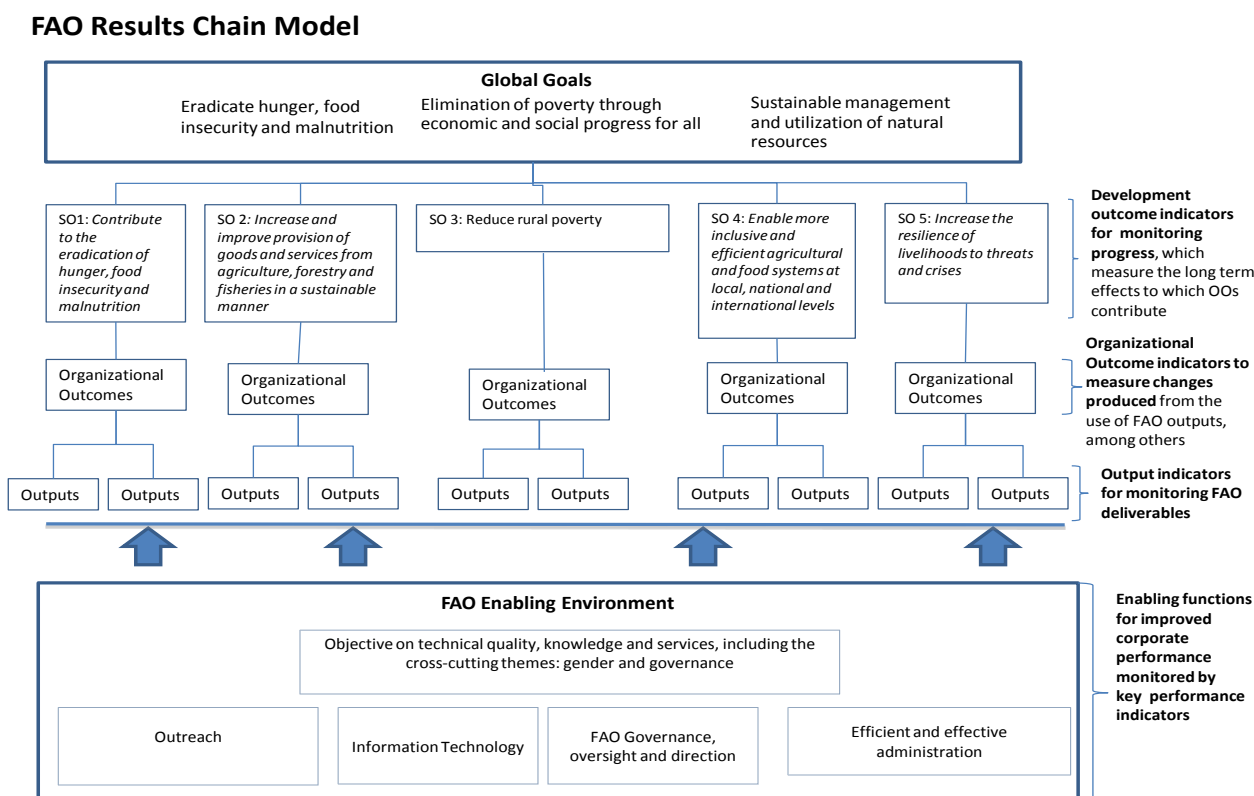 FAO Results Chain Model
Global Goals
Eradicate hunger, food
insecurity and malnutrition
Elimination of poverty through
economic and social progress for all
Sustainable management
and utilization of natural
resources
SO1: Contribute
to the
eradication of
hunger, food
insecurity and
malnutrition
SO 2: Increase and
improve provision of
goods and services from
agriculture, forestry and
fisheries in a sustainable
manner
SO 3: Reduce rural poverty
SO 4: Enable more
inclusive and
efficient agricultural
and food systems at
local, national and
international levels
SO 5: Increase the
resilience of
livelihoods to threats
and crises
Development
outcome indicators
for monitoring
progress, which
measure the long term
effects to which OOs
contribute
Organizational
Outcomes
Organizational
Outcomes
Organizational
Outcomes
Organizational
Outcomes
Organizational
Outcomes
Organizational
Outcome indicators to
measure changes
produced from the
use of FAO outputs,
among others
Outputs
Outputs
Outputs
Outputs
Outputs
Outputs
Outputs
Outputs
Outputs
Outputs
Output indicators
for monitoring FAO
deliverables
FAO Enabling Environment
Objective on technical quality, knowledge and services, including the
cross-cutting themes: gender and governance
Outreach
Information Technology
FAO Governance,
oversight and direction
Efficient and effective
administration
Enabling functions
for improved
corporate
performance
monitored by
key performance
indicators